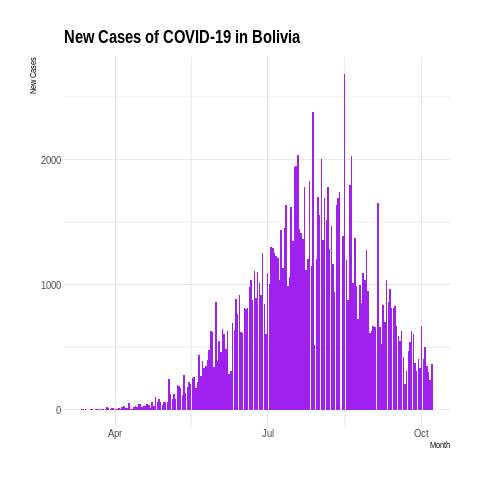 New Cases of COVID-19 in Bolivia
New Cases
2000
1000
0
Apr
Jul
Oct
Month